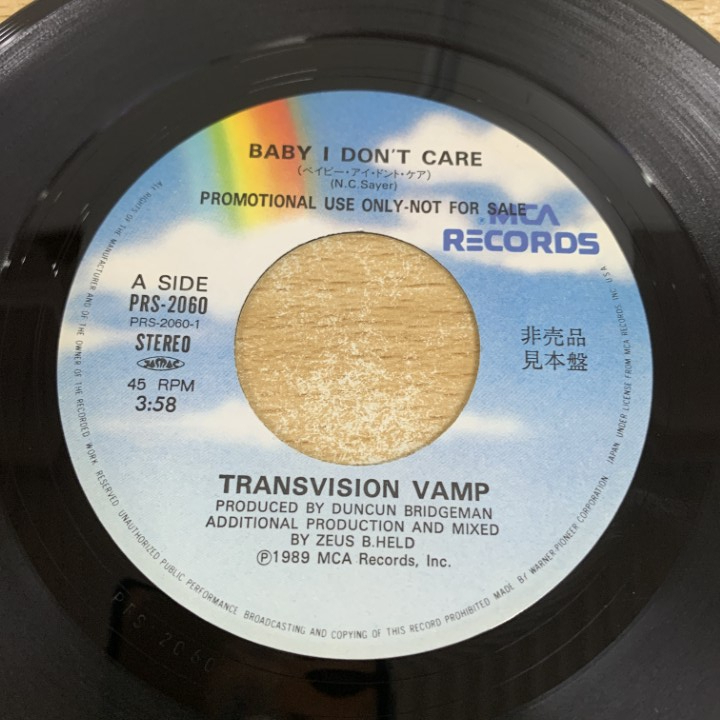 BABY I DON'T CARE
(ベイビー・アイ・ドント・ケア)
(N.C.Sayer)
PROMOTIONAL USE ONLY-NOT FOR SALE
MCA
RECORDS
A SIDE
PRS-2060
PRS-2060-1
STEREO
JASRAC
45 RPM
3:58
非売品
見本盤
TRANSVISION VAMP
PRODUCED BY DUNCUN BRIDGEMAN
ADDITIONAL PRODUCTION AND MIXED
BY ZEUS B.HELD
Ⓟ1989 MCA Records, Inc.
ALL RIGHTS OF THE MANUFACTURER AND OF THE OWNER OF THE RECORDED WORK RESERVED. UNAUTHORIZED PUBLIC PERFORMANCE BROADCASTING AND COPYING OF THIS RECORD PROHIBITED. MADE BY WARNER-PIONEER CORPORATION. JAPAN. UNDER LICENSE FROM MCA RECORDS INC. U.S.A.
PRS-2060